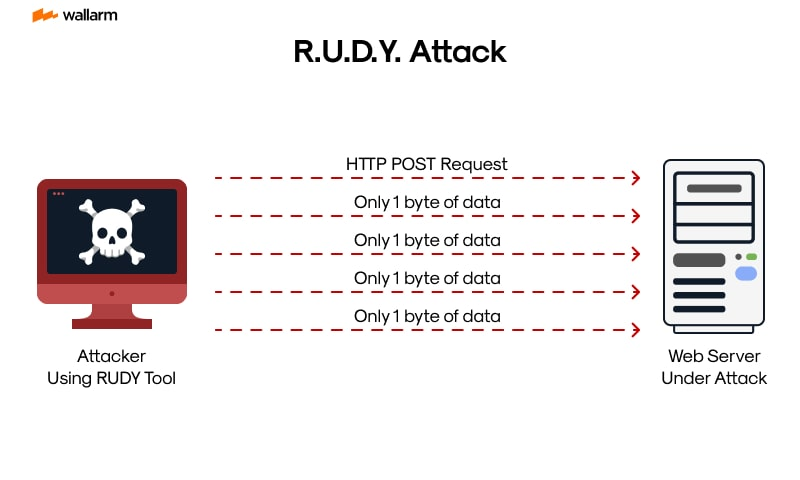 wallarm
R.U.D.Y. Attack
HTTP POST Request
Only 1 byte of data
Only 1 byte of data
Only 1 byte of data
Only 1 byte of data
Attacker
Using RUDY Tool
Web Server
Under Attack